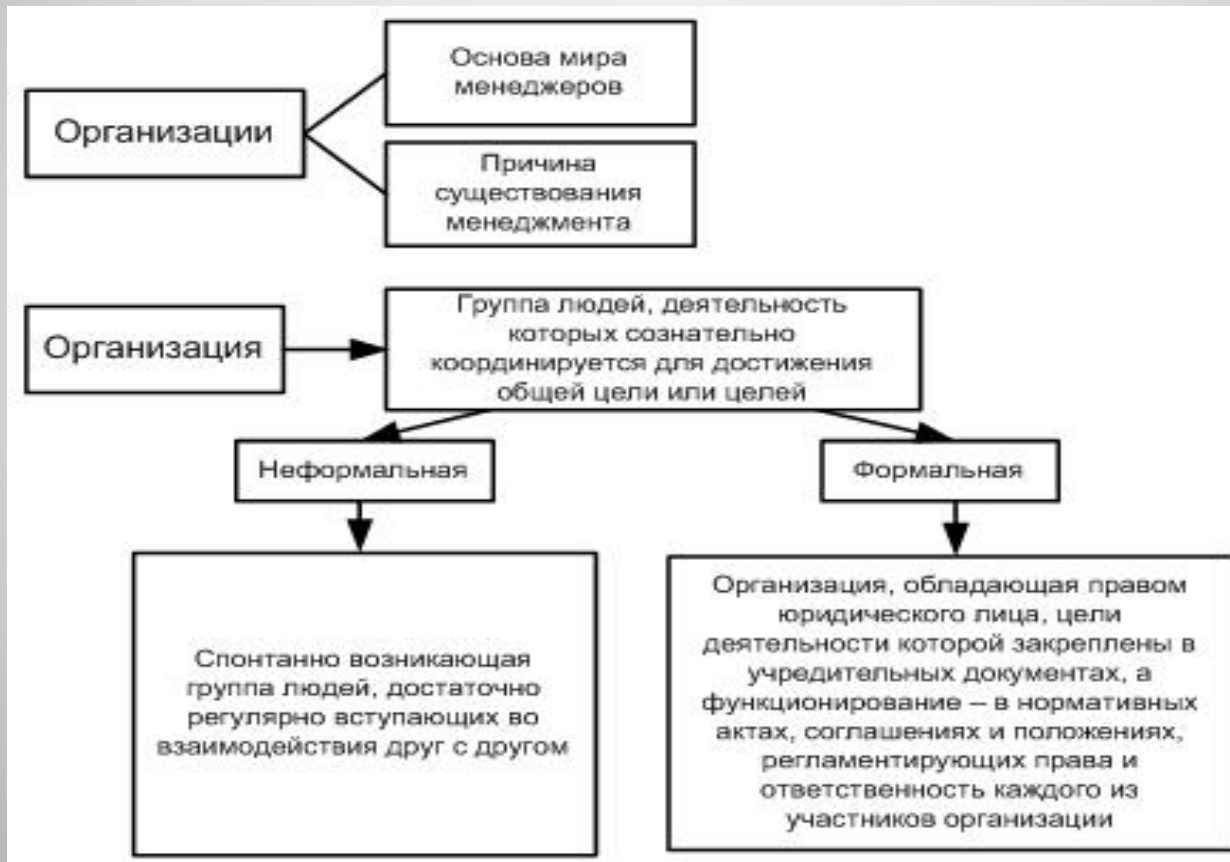 Основа мира
менеджеров
Организации
Причина
существования
менеджмента
Организация
Группа людей, деятельность
которых сознательно
координируется для достижения
общей цели или целей
Неформальная
Формальная
Спонтанно возникающая
группа людей, достаточно
регулярно вступающих во
взаимодействия друг с другом
Организация, обладающая правом
юридического лица, цели
деятельности которой закреплены в
учредительных документах, а
функционирование – в нормативных
актах, соглашениях и положениях,
регламентирующих права и
ответственность каждого из
участников организации